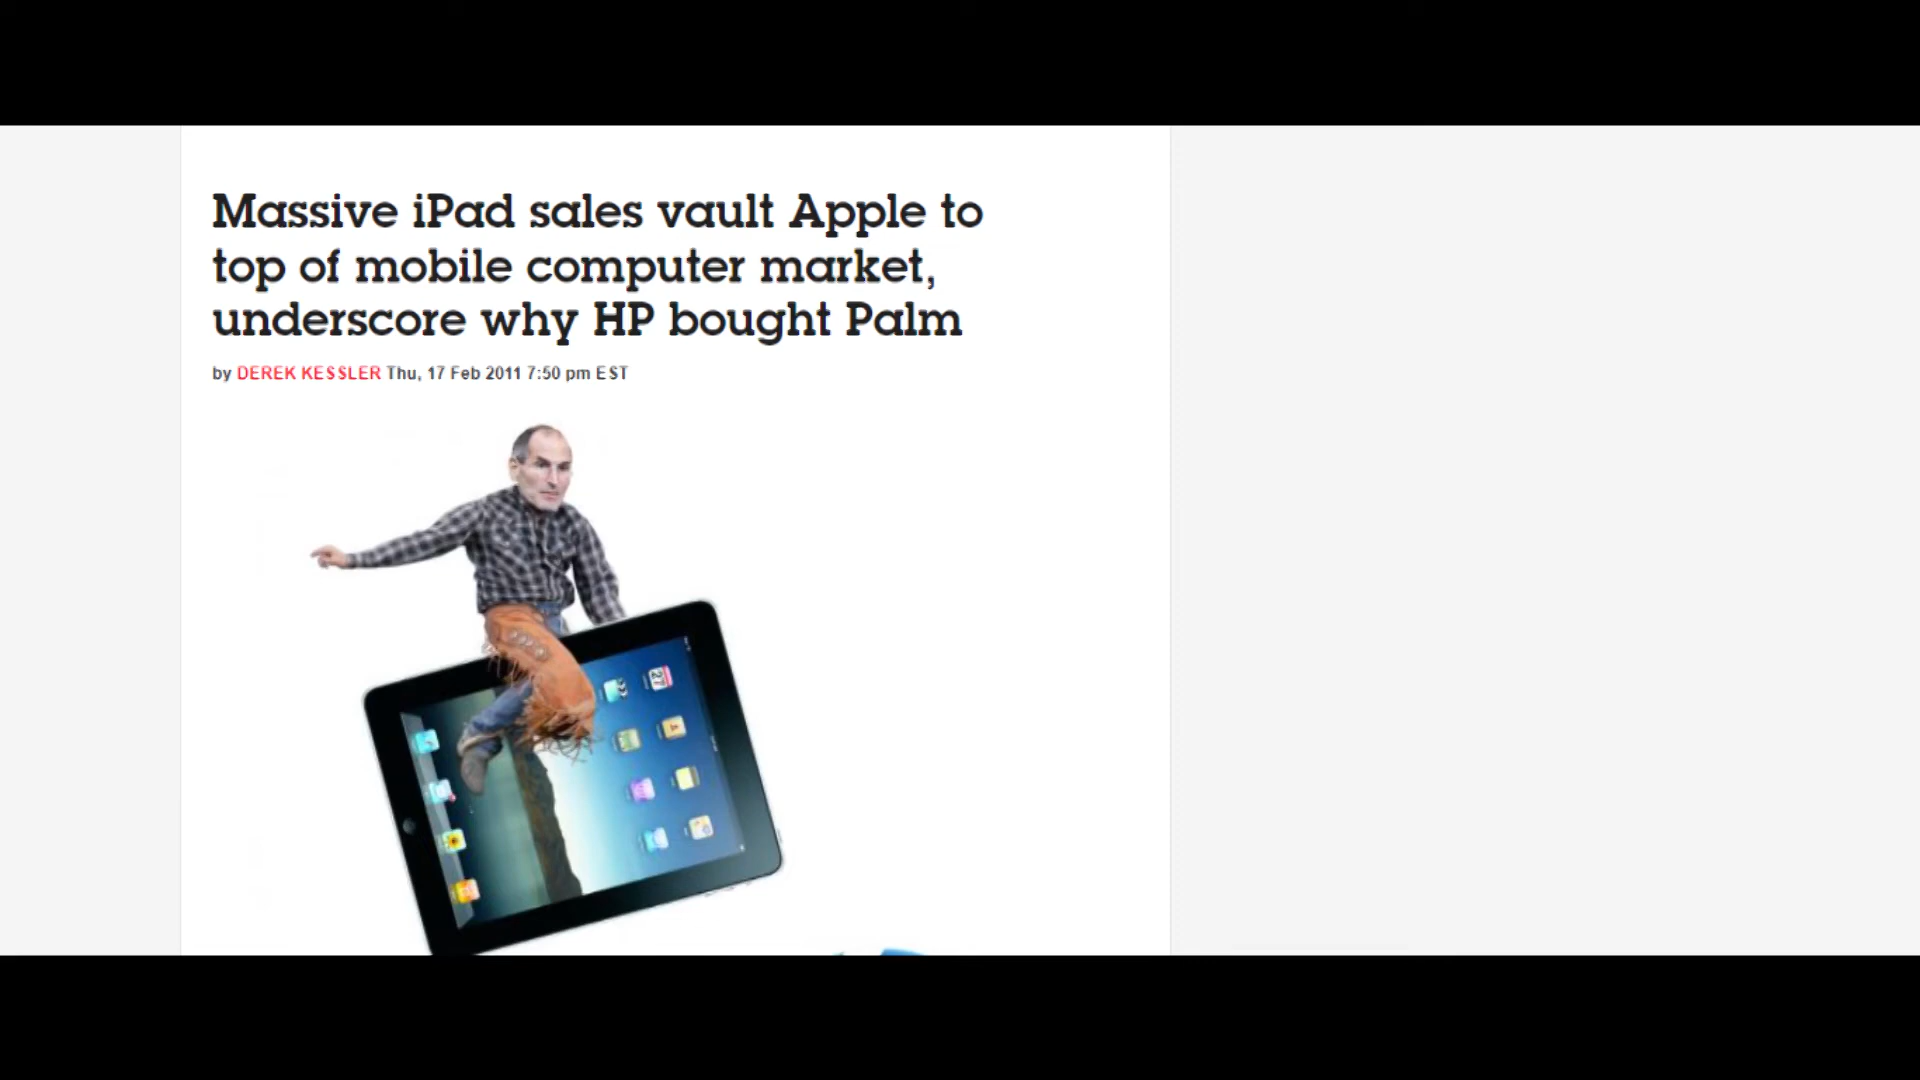 Massive iPad sales vault Apple to
top of mobile computer market,
underscore why HP bought Palm
by DEREK KESSLER Thu, 17 Feb 2011 7:50 pm EST